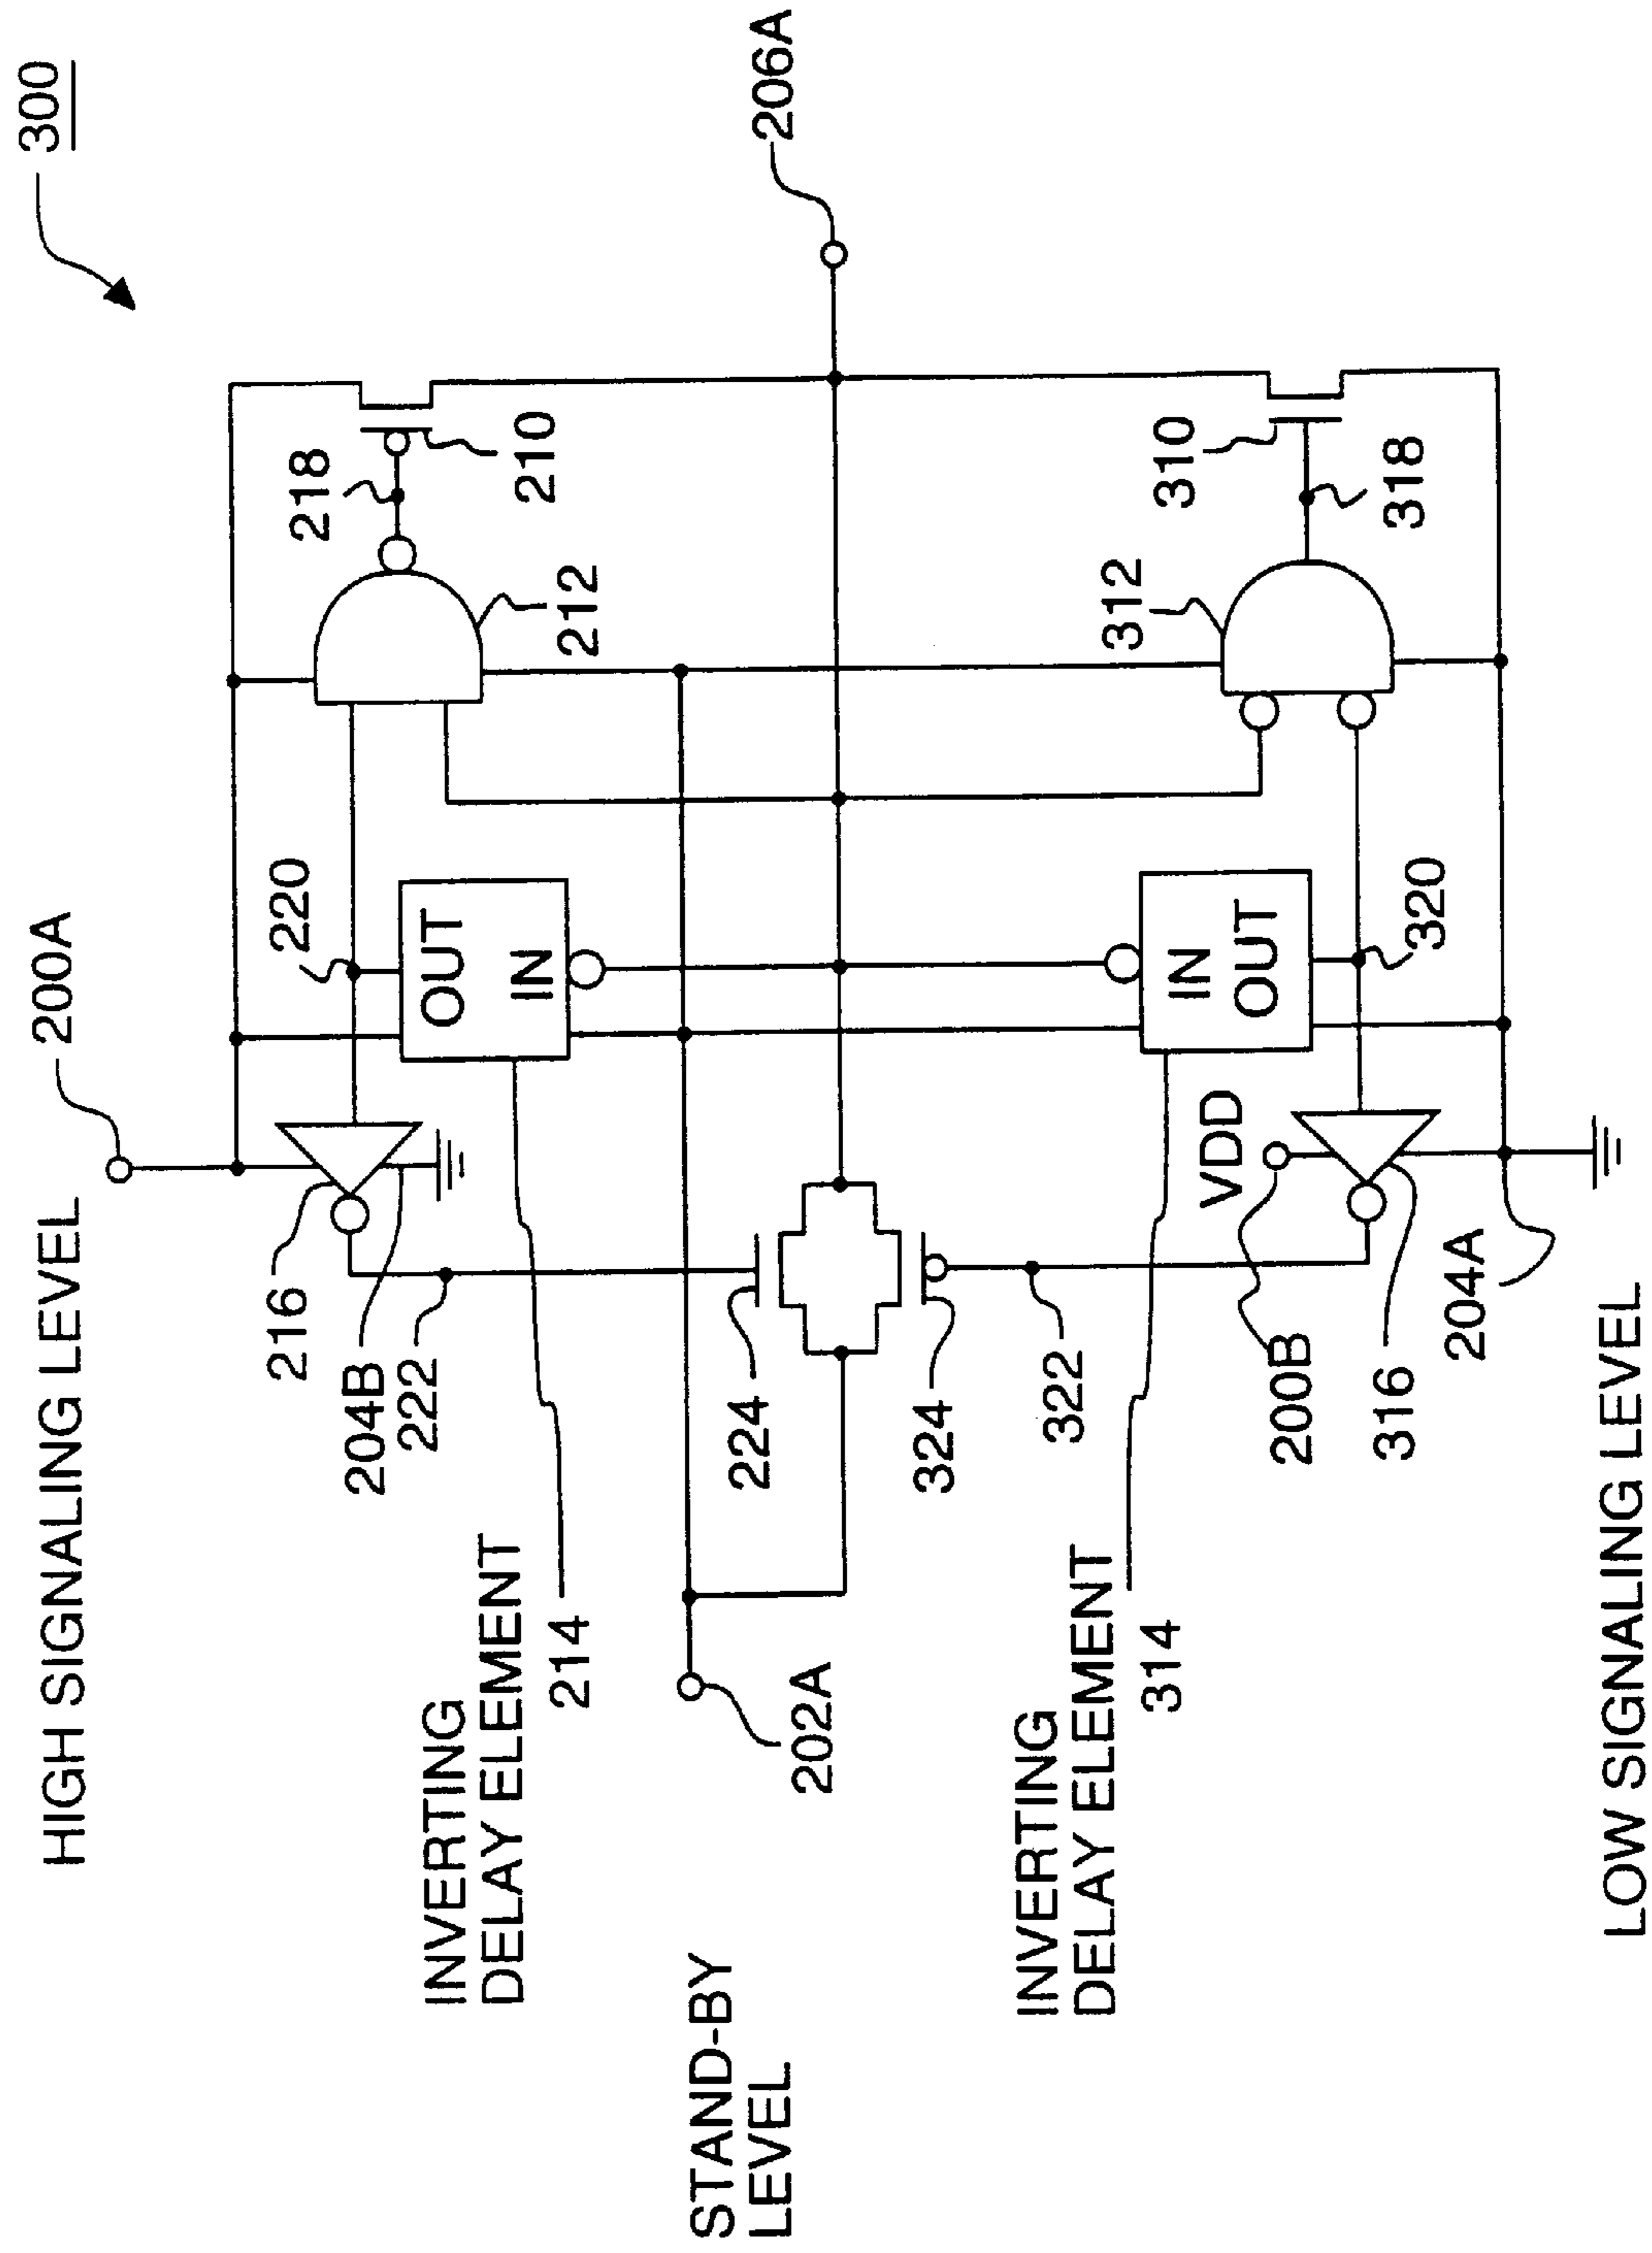 300
HIGH SIGNALING LEVEL
200A
206A
220
218
210
212
216
204B
222
OUT
IN
INVERTING
DELAY ELEMENT
214
224
STAND-BY
LEVEL
202A
324
322
INVERTING
DELAY ELEMENT
314
IN
OUT
VDD
200B
316
204A
320
312
310
318
LOW SIGNALING LEVEL